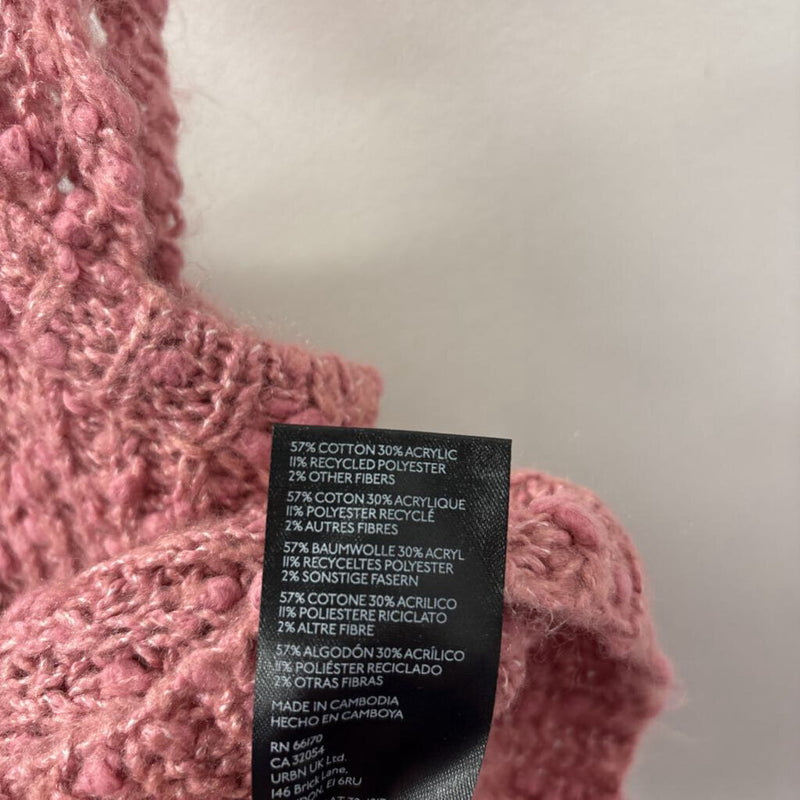 57% COTTON 30% ACRYLIC
11% RECYCLED POLYESTER
2% OTHER FIBERS
57% COTON 30% ACRYLIQUE
11% POLYESTER RECYCLÉ
2% AUTRES FIBRES
57% BAUMWOLLE 30% ACRYL
11% RECYCELTES POLYESTER
2% SONSTIGE FASERN
57% COTONE 30% ACRILICO
11% POLIESTERE RICICLATO
2% ALTRE FIBRE
57% ALGODÓN 30% ACRÍLICO
11% POLIÉSTER RECICLADO
2% OTRAS FIBRAS
MADE IN CAMBODIA
HECHO EN CAMBOYA
RN 66170
CA 32054
URBN UK Ltd.
146 Brick Lane,
E1 6RU